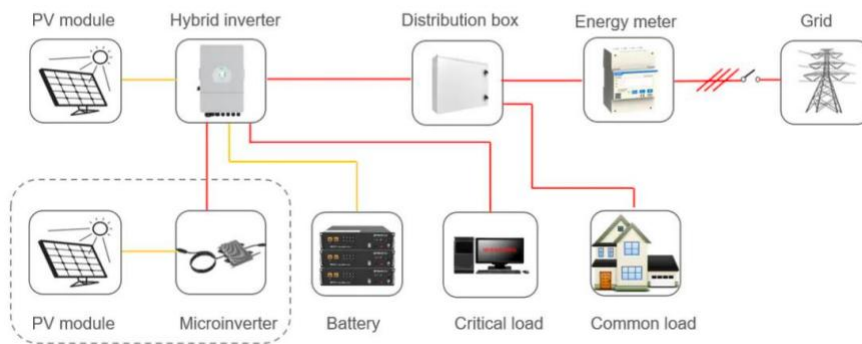 PV module
Hybrid inverter
Distribution box
Energy meter
Grid
PV module
Microinverter
Battery
Critical load
Common load